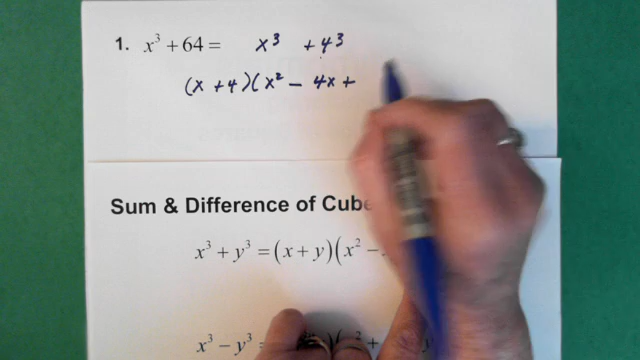 1. x³ + 64 = x³ + 4³
(x + 4)(x² − 4x +
Sum & Difference of Cube
x³ + y³ = (x + y)(x² −
x³ − y³ =